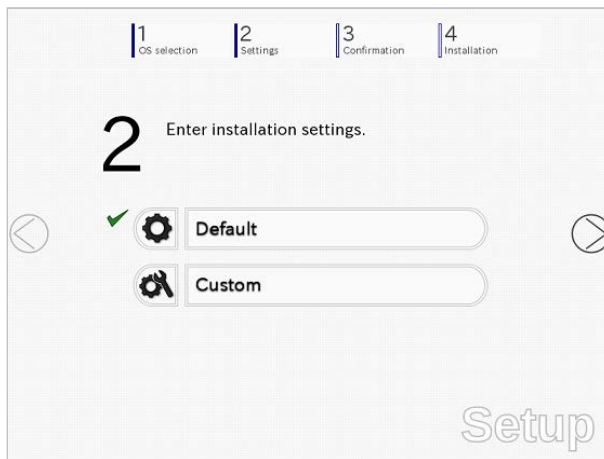 1
OS selection
2
Settings
3
Confirmation
4
Installation
2
Enter installation settings.
Default
Custom
Setup